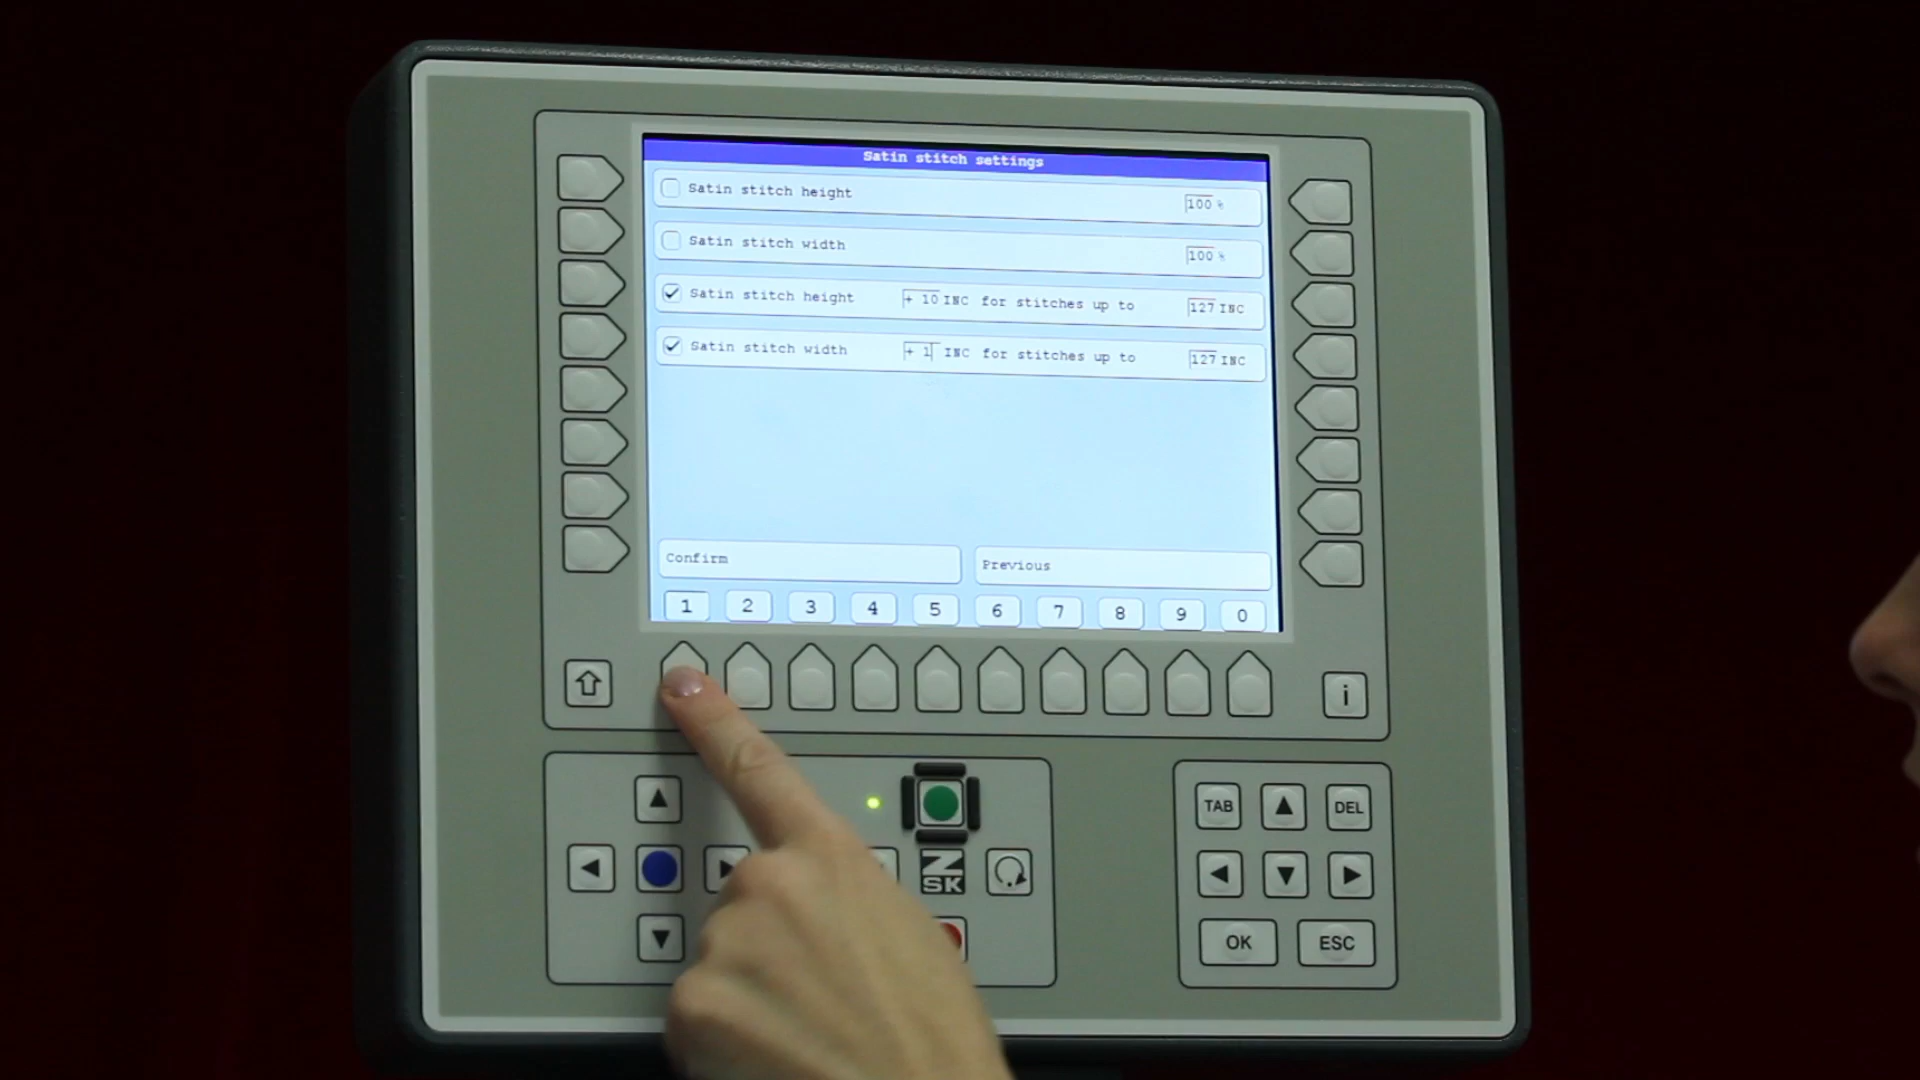 Satin stitch settings
Satin stitch height 100 %
Satin stitch width 100 %
Satin stitch height + 10 INC for stitches up to 127 INC
Satin stitch width + 1 INC for stitches up to 127 INC
Confirm Previous
1 2 3 4 5 6 7 8 9 0
i
TAB DEL
ZSK
OK ESC